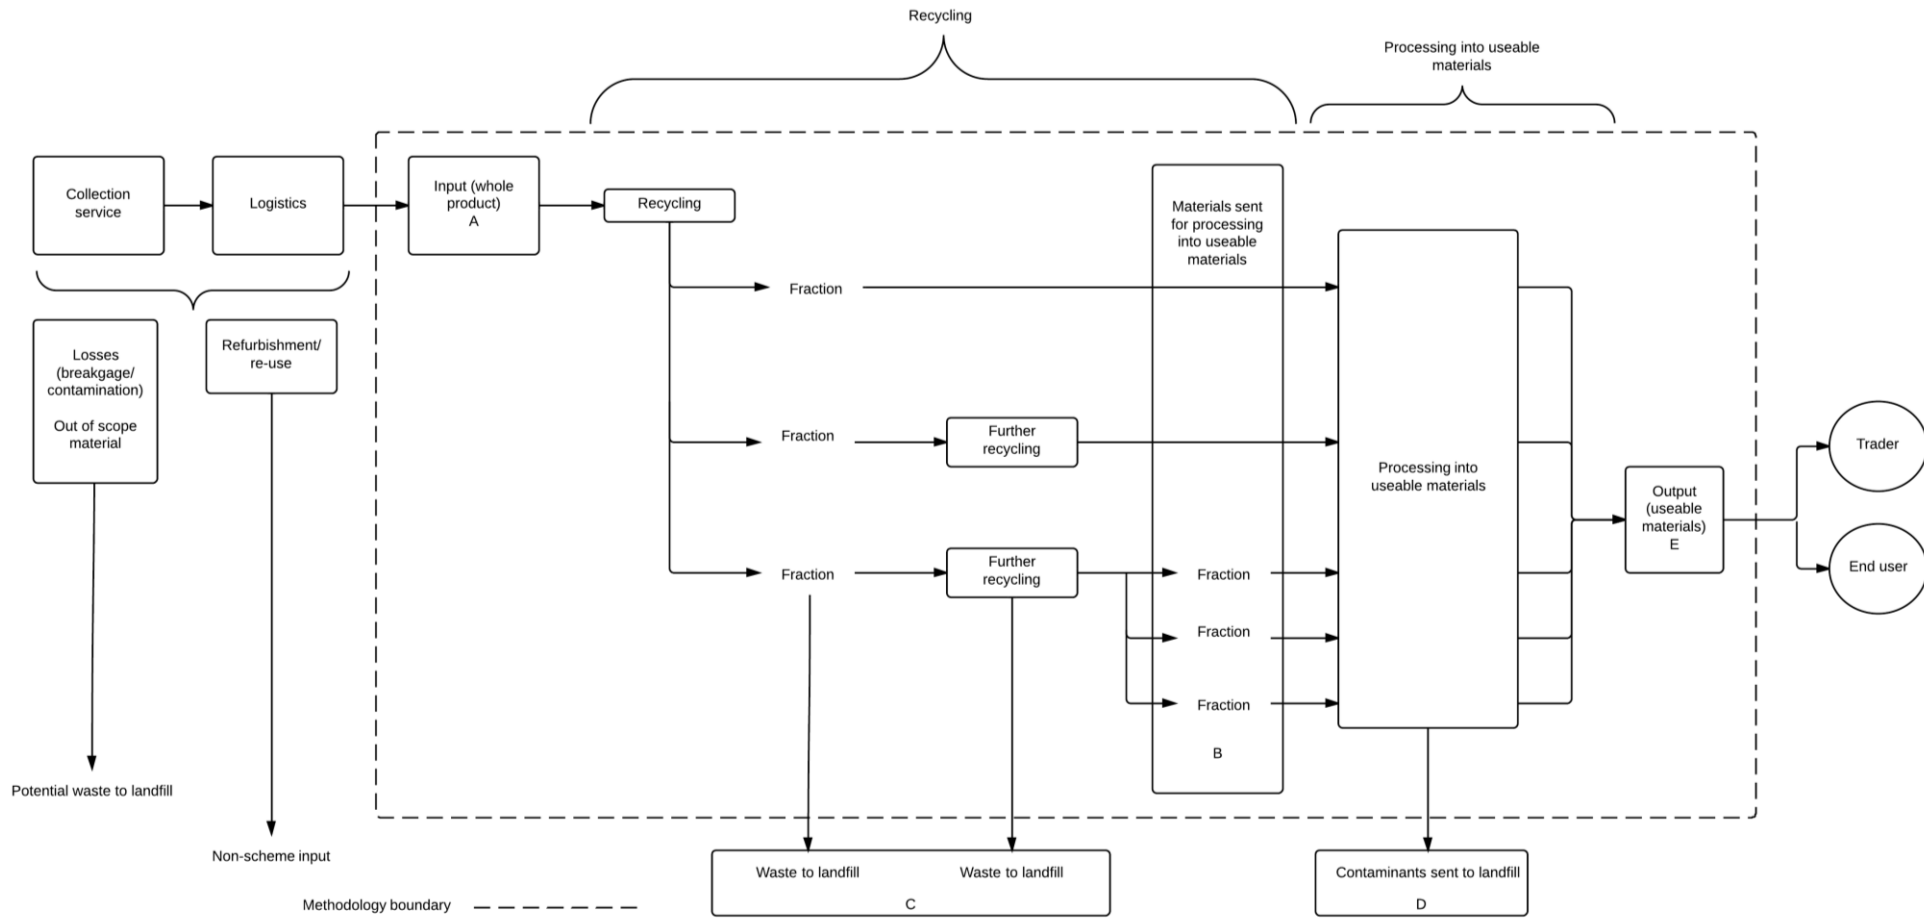 Recycling
Processing into useable
materials
Collection
service
Logistics
Input (whole
product)
A
Recycling
Materials sent
for processing
into useable
materials
Fraction
Losses
(breakgage/
contamination)
Out of scope
material
Refurbishment/
re-use
Fraction
Further
recycling
Processing into
useable materials
Trader
Output
(useable
materials)
E
Fraction
Further
recycling
Fraction
End user
Fraction
Fraction
B
Potential waste to landfill
Non-scheme input
Waste to landfill
Waste to landfill
C
Contaminants sent to landfill
D
Methodology boundary